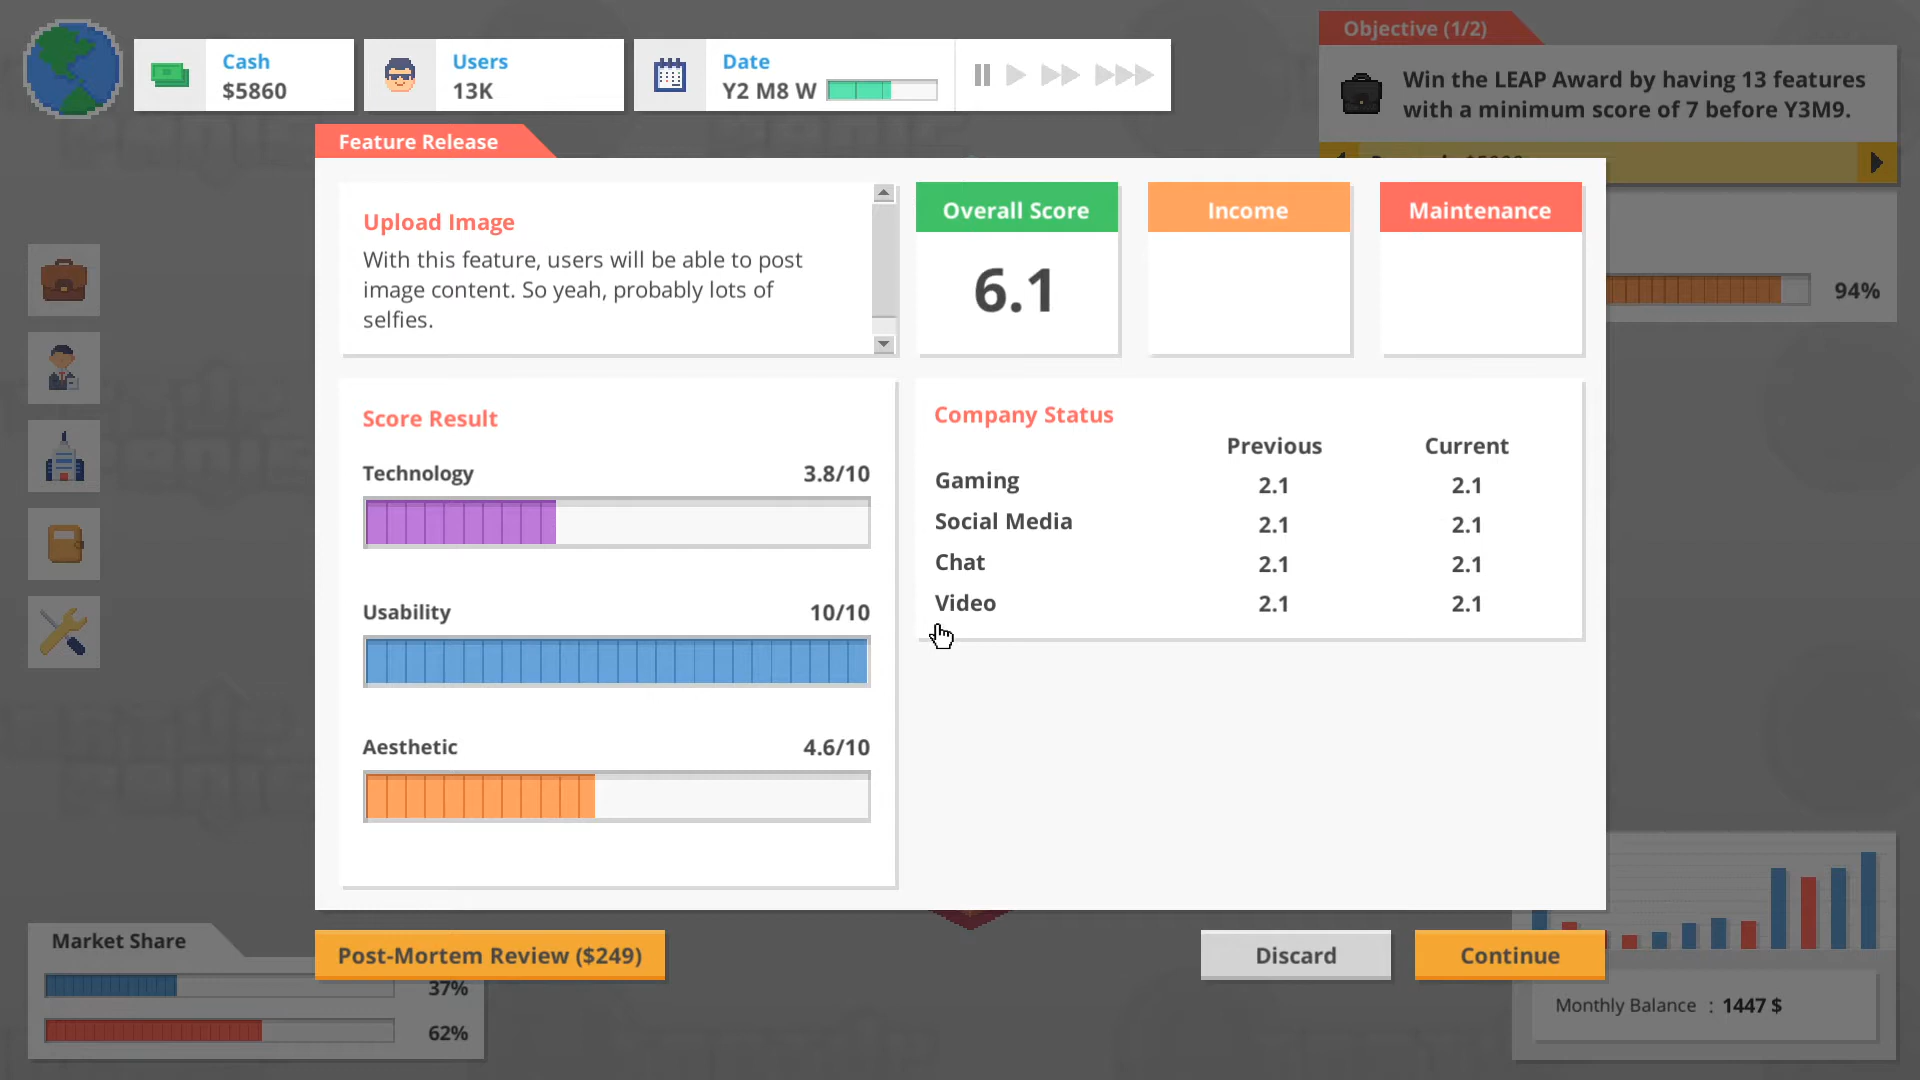 Cash
$5860
Users
13K
Date
Y2 M8 W
Objective (1/2)
Win the LEAP Award by having 13 features
with a minimum score of 7 before Y3M9.
94%
Feature Release
Upload Image
With this feature, users will be able to post
image content. So yeah, probably lots of
selfies.
Overall Score
6.1
Income
Maintenance
Score Result
Technology 3.8/10
Usability 10/10
Aesthetic 4.6/10
Company Status
Previous Current
Gaming 2.1 2.1
Social Media 2.1 2.1
Chat 2.1 2.1
Video 2.1 2.1
Post-Mortem Review ($249)
Discard
Continue
Market Share
37%
62%
Monthly Balance : 1447 $